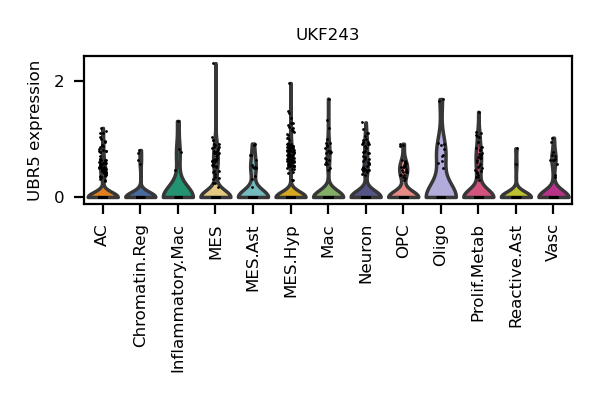 UKF243
UBR5 expression
2
0
AC
Chromatin.Reg
Inflammatory.Mac
MES
MES.Ast
MES.Hyp
Mac
Neuron
OPC
Oligo
Prolif.Metab
Reactive.Ast
Vasc